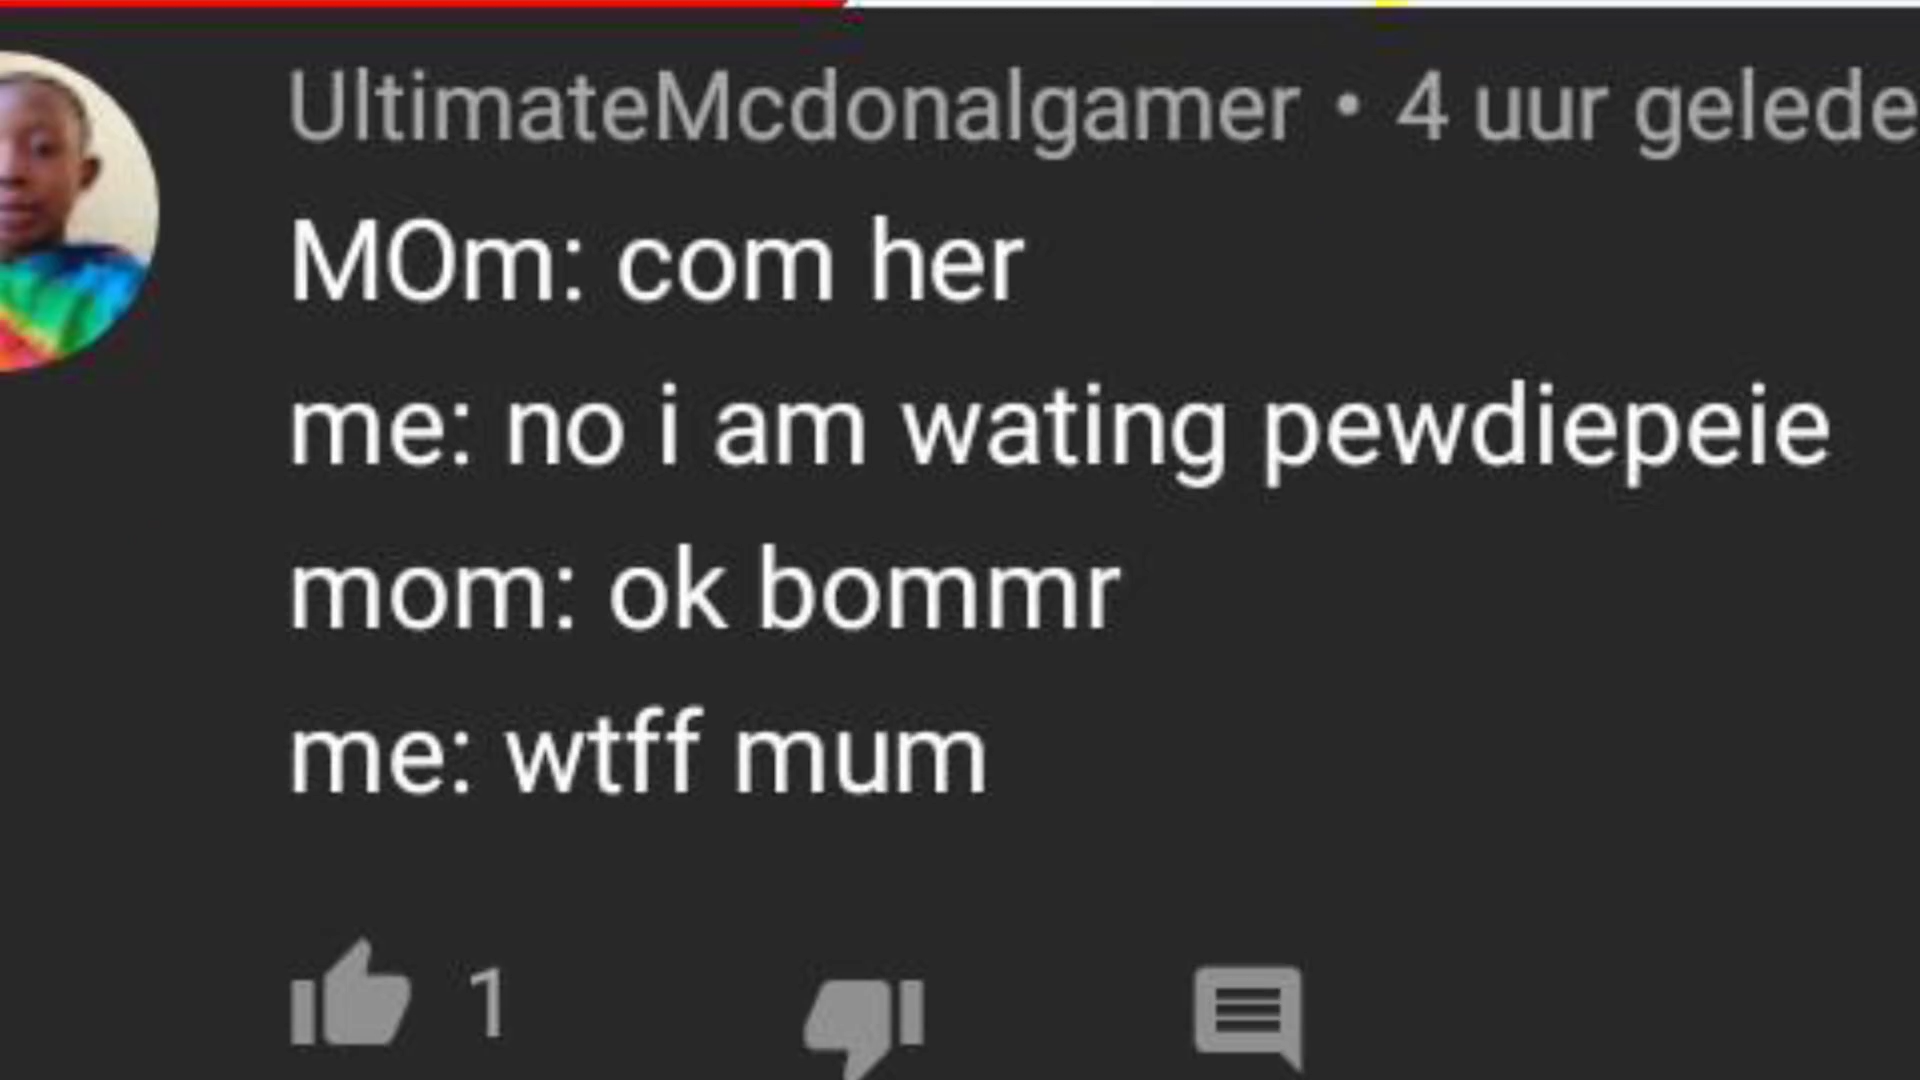 UltimateMcdonalgamer • 4 uur gelede
MOm: com her
me: no i am wating pewdiepeie
mom: ok bommr
me: wtff mum
1